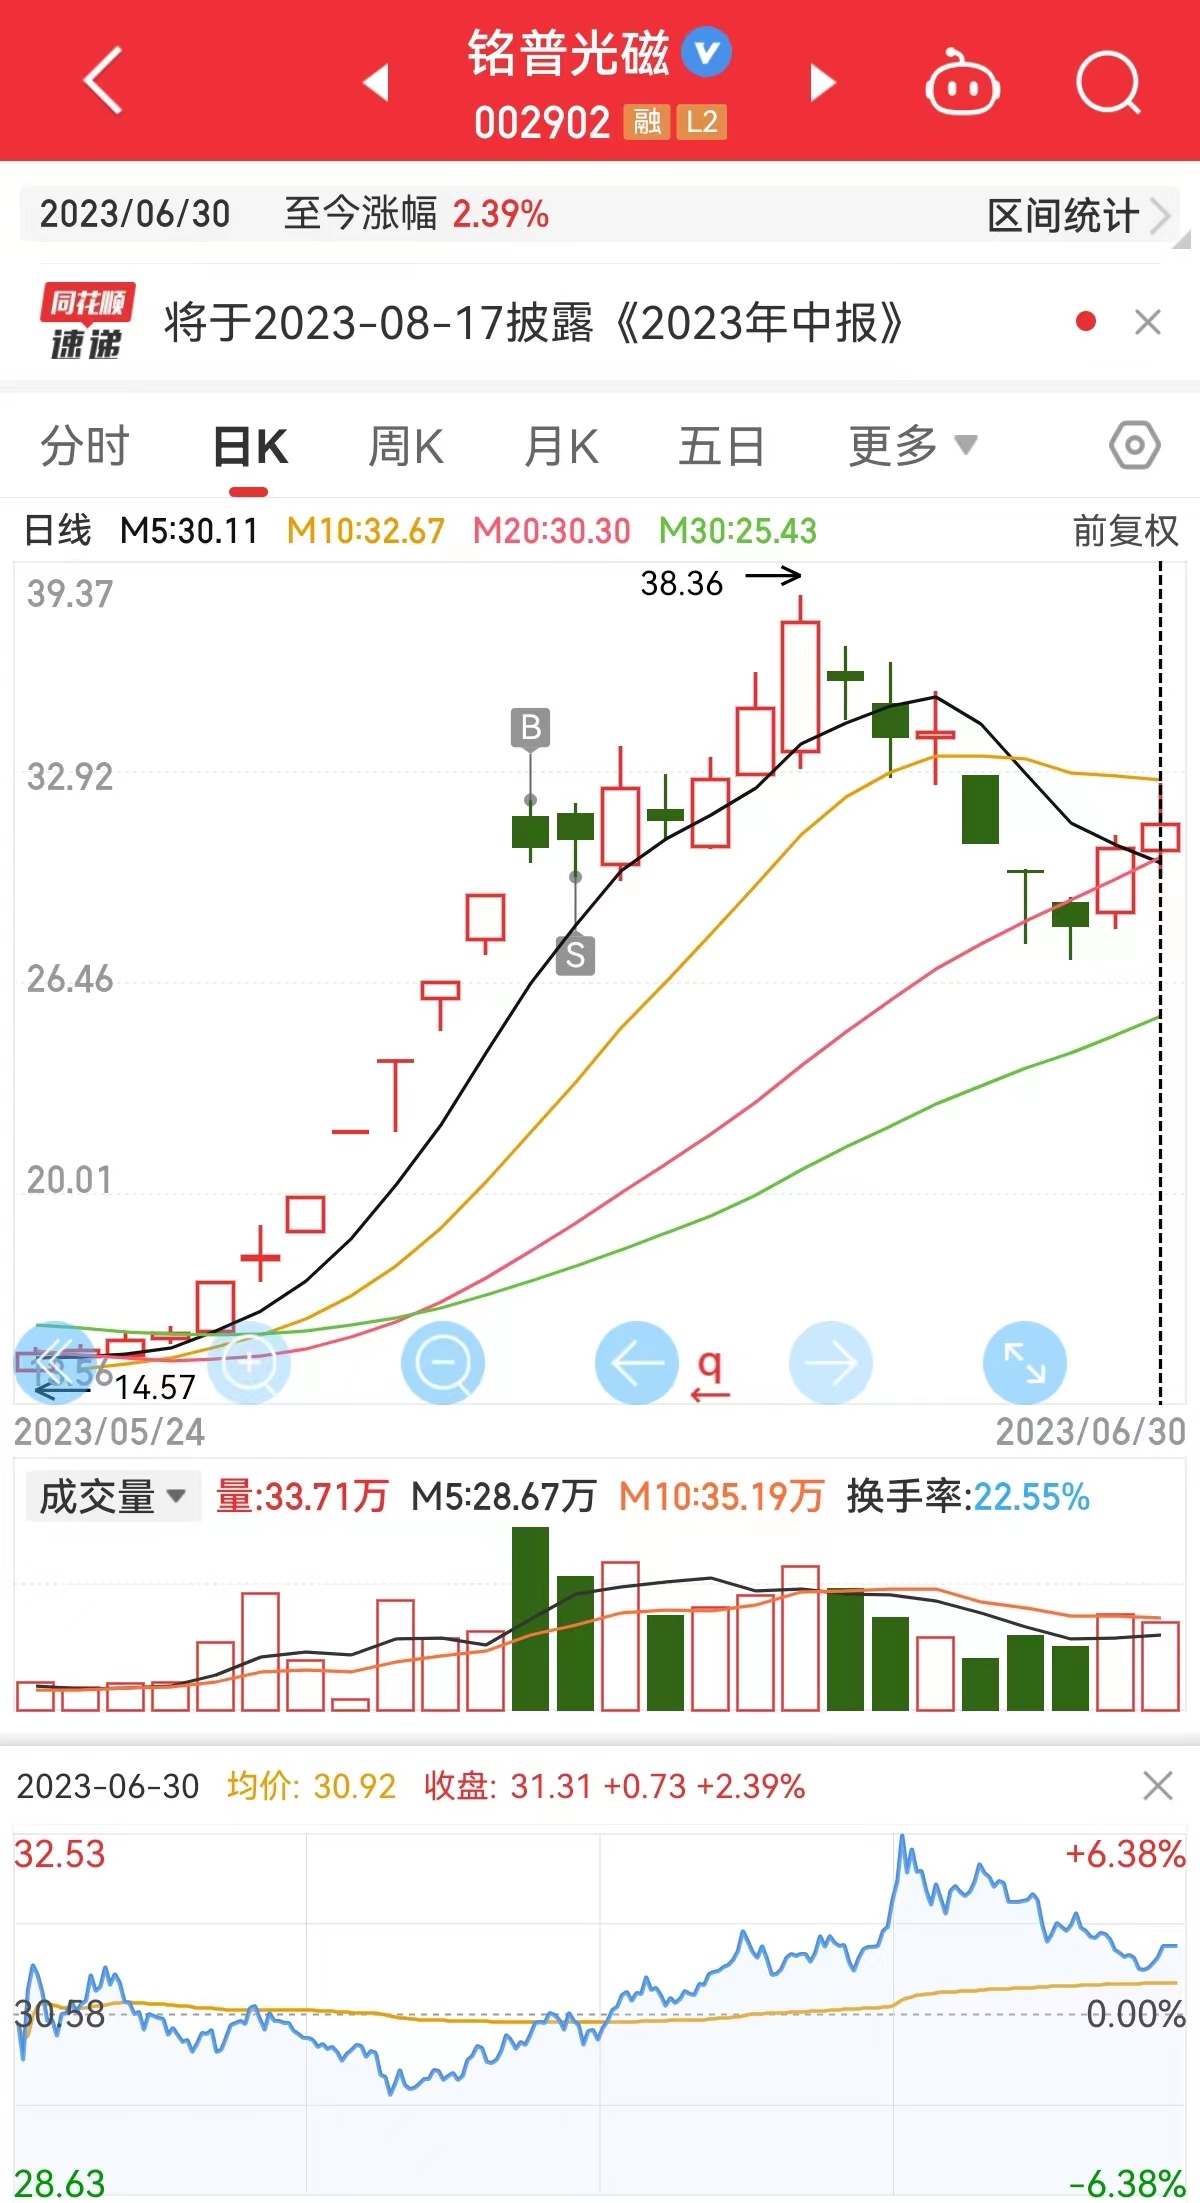 铭普光磁
002902 融 L2
2023/06/30 至今涨幅 2.39% 区间统计
同花顺
速递
将于2023-08-17披露《2023年中报》
分时 日K 周K 月K 五日 更多
日线 M5:30.11 M10:32.67 M20:30.30 M30:25.43 前复权
39.37
38.36
B
32.92
S
26.46
20.01
13.56
14.57
q
2023/05/24 2023/06/30
成交量 量:33.71万 M5:28.67万 M10:35.19万 换手率:22.55%
2023-06-30 均价: 30.92 收盘: 31.31 +0.73 +2.39%
32.53 +6.38%
30.58 0.00%
28.63 -6.38%